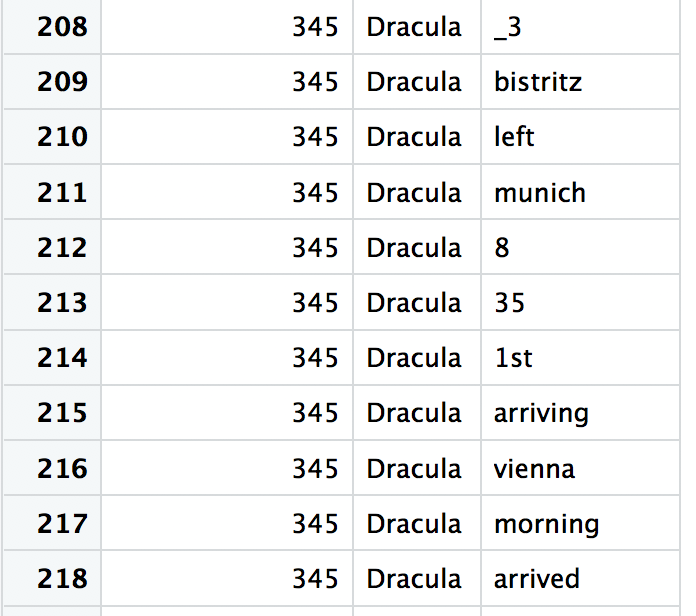 208 345 Dracula _3
209 345 Dracula bistritz
210 345 Dracula left
211 345 Dracula munich
212 345 Dracula 8
213 345 Dracula 35
214 345 Dracula 1st
215 345 Dracula arriving
216 345 Dracula vienna
217 345 Dracula morning
218 345 Dracula arrived